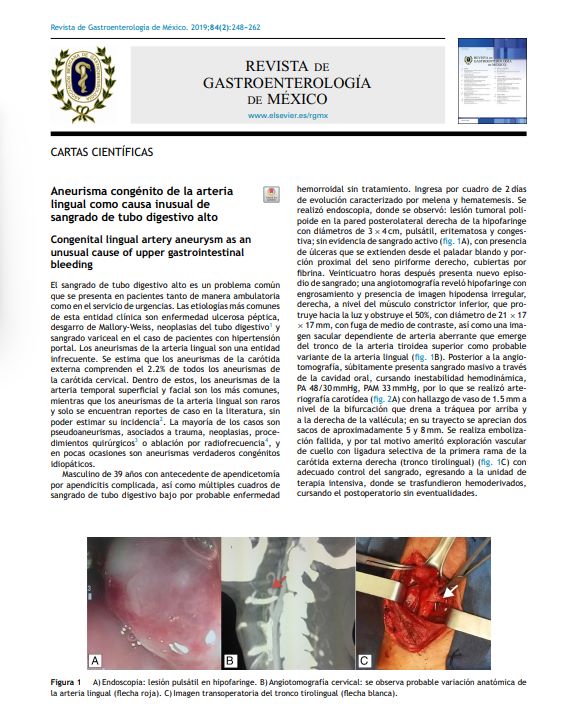 Revista de Gastroenterología de México. 2019;84(2):248-262
REVISTA DE
GASTROENTEROLOGÍA
DE MÉXICO
www.elsevier.es/rgmx
CARTAS CIENTÍFICAS
Aneurisma congénito de la arteria
lingual como causa inusual de
sangrado de tubo digestivo alto
Congenital lingual artery aneurysm as an
unusual cause of upper gastrointestinal
bleeding
El sangrado de tubo digestivo alto es un problema común
que se presenta en pacientes tanto de manera ambulatoria
como en el servicio de urgencias. Las etiologías más comunes
de esta entidad clínica son enfermedad ulcerosa péptica,
desgarro de Mallory-Weiss, neoplasias del tubo digestivo1 y
sangrado variceal en el caso de pacientes con hipertensión
portal. Los aneurismas de la arteria lingual son una entidad
infrecuente. Se estima que los aneurismas de la carótida
externa comprenden el 2.2% de todos los aneurismas de
la carótida cervical. Dentro de estos, los aneurismas de la
arteria temporal superficial y facial son los más comunes,
mientras que los aneurismas de la arteria lingual son raros
y solo se encuentran reportes de caso en la literatura, sin
poder estimar su incidencia2. La mayoría de los casos son
pseudoaneurismas, asociados a trauma, neoplasias, proce-
dimientos quirúrgicos3 o ablación por radiofrecuencia4, y
en pocas ocasiones son aneurismas verdaderos congénitos
idiopáticos.
Masculino de 39 años con antecedente de apendicetomía
por apendicitis complicada, así como múltiples cuadros de
sangrado de tubo digestivo bajo por probable enfermedad
hemorroidal sin tratamiento. Ingresa por cuadro de 2 días
de evolución caracterizado por melena y hematemesis. Se
realizó endoscopia, donde se observó: lesión tumoral poli-
poide en la pared posterolateral derecha de la hipofaringe
con diámetros de 3 × 4 cm, pulsátil, eritematosa y conges-
tiva; sin evidencia de sangrado activo (fig. 1A), con presencia
de úlceras que se extienden desde el paladar blando y por-
ción proximal del seno piriforme derecho, cubiertas por
fibrina. Veinticuatro horas después presenta nuevo episo-
dio de sangrado; una angiotomografía reveló hipofaringe con
engrosamiento y presencia de imagen hipodensa irregular,
derecha, a nivel del músculo constrictor inferior, que pro-
truye hacia la luz y obstruye el 50%, con diámetro de 21 × 17
× 17 mm, con fuga de medio de contraste, así como una ima-
gen sacular dependiente de arteria aberrante que emerge
del tronco de la arteria tiroidea superior como probable
variante de la arteria lingual (fig. 1B). Posterior a la angio-
tomografía, súbitamente presenta sangrado masivo a través
de la cavidad oral, cursando inestabilidad hemodinámica,
PA 48/30 mmHg, PAM 33 mmHg, por lo que se realizó arte-
riografía carotídea (fig. 2A) con hallazgo de vaso de 1.5 mm a
nivel de la bifurcación que drena a tráquea por arriba y
a la derecha de la vallécula; en su trayecto se aprecian dos
sacos de aproximadamente 5 y 8 mm. Se realiza emboliza-
ción fallida, y por tal motivo ameritó exploración vascular
de cuello con ligadura selectiva de la primera rama de la
carótida externa derecha (tronco tirolingual) (fig. 1C) con
adecuado control del sangrado, egresando a la unidad de
terapia intensiva, donde se trasfundieron hemoderivados,
cursando el postoperatorio sin eventualidades.
A
B
C
Figura 1 A) Endoscopia: lesión pulsátil en hipofaringe. B) Angiotomografía cervical: se observa probable variación anatómica de
la arteria lingual (flecha roja). C) Imagen transoperatoria del tronco tirolingual (flecha blanca).